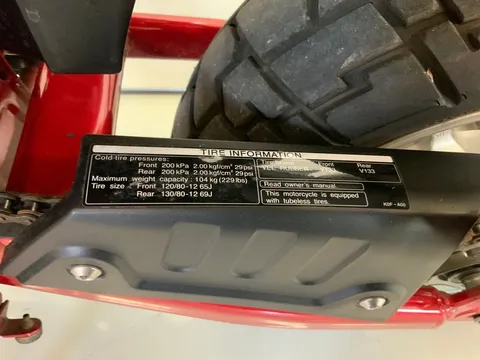 TIRE INFORMATION
Cold tire pressures:
Front 200 kPa 2.00 kgf/cm² 29psi
Rear 200 kPa 2.00 kgf/cm² 29psi
Maximum weight capacity : 104 kg (229 lbs)
Tire size - Front 120/80-12 65J
Rear 130/80-12 69J
Front Rear
V133
Read owner's manual.
This motorcycle is equipped
with tubeless tires.
K0F - A00